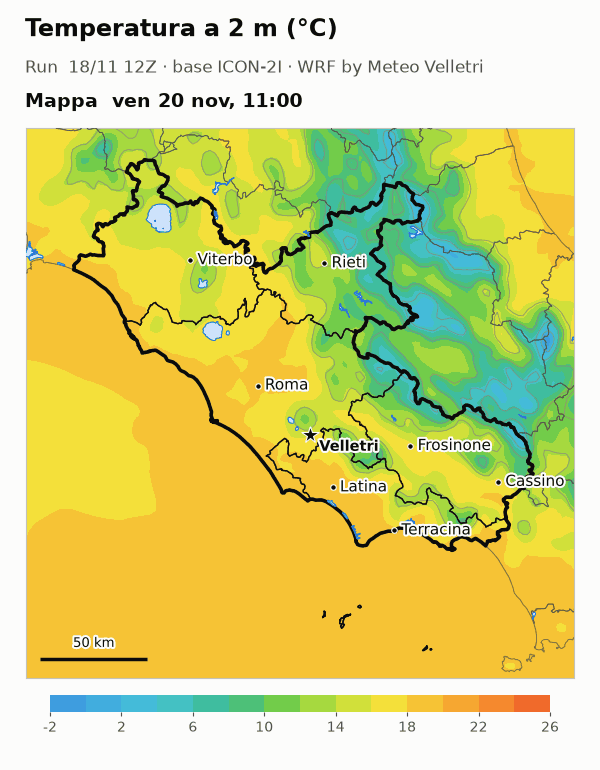 Temperatura a 2 m (°C)
Run  18/11 12Z · base ICON-2I · WRF by Meteo Velletri
Mappa  ven 20 nov, 11:00
Viterbo
Rieti
Roma
Velletri
Frosinone
Cassino
Latina
Terracina
50 km
-2 2 6 10 14 18 22 26